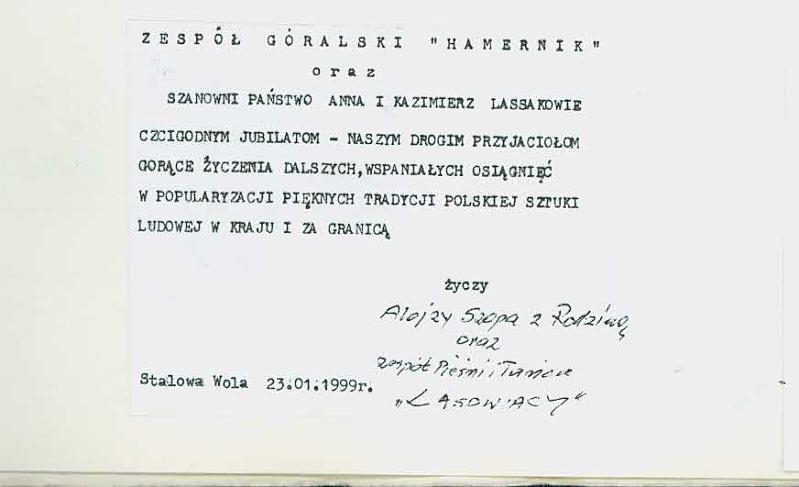 ZESPÓŁ GÓRALSKI "HAMERNIK"
oraz
SZANOWNI PAŃSTWO ANNA I KAZIMIERZ LASSAKOWIE
CZCIGODNYM JUBILATOM - NASZYM DROGIM PRZYJACIOŁOM
GORĄCE ŻYCZENIA DALSZYCH, WSPANIAŁYCH OSIĄGNIĘĆ
W POPULARYZACJI PIĘKNYCH TRADYCJI POLSKIEJ SZTUKI
LUDOWEJ W KRAJU I ZA GRANICĄ
życzy
Alojzy Szopa z Rodziną
oraz
Zespół Pieśni i Tańca
„LASOWIACY"
Stalowa Wola 23.01.1999r.